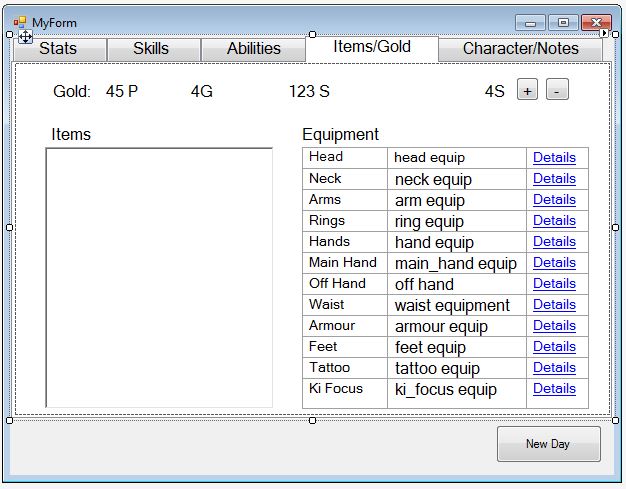 MyForm
Stats Skills Abilities Items/Gold Character/Notes
Gold: 45 P 4G 123 S 4S + -
Items Equipment
Head head equip Details
Neck neck equip Details
Arms arm equip Details
Rings ring equip Details
Hands hand equip Details
Main Hand main_hand equip Details
Off Hand off hand Details
Waist waist equipment Details
Armour armour equip Details
Feet feet equip Details
Tattoo tattoo equip Details
Ki Focus ki_focus equip Details
New Day